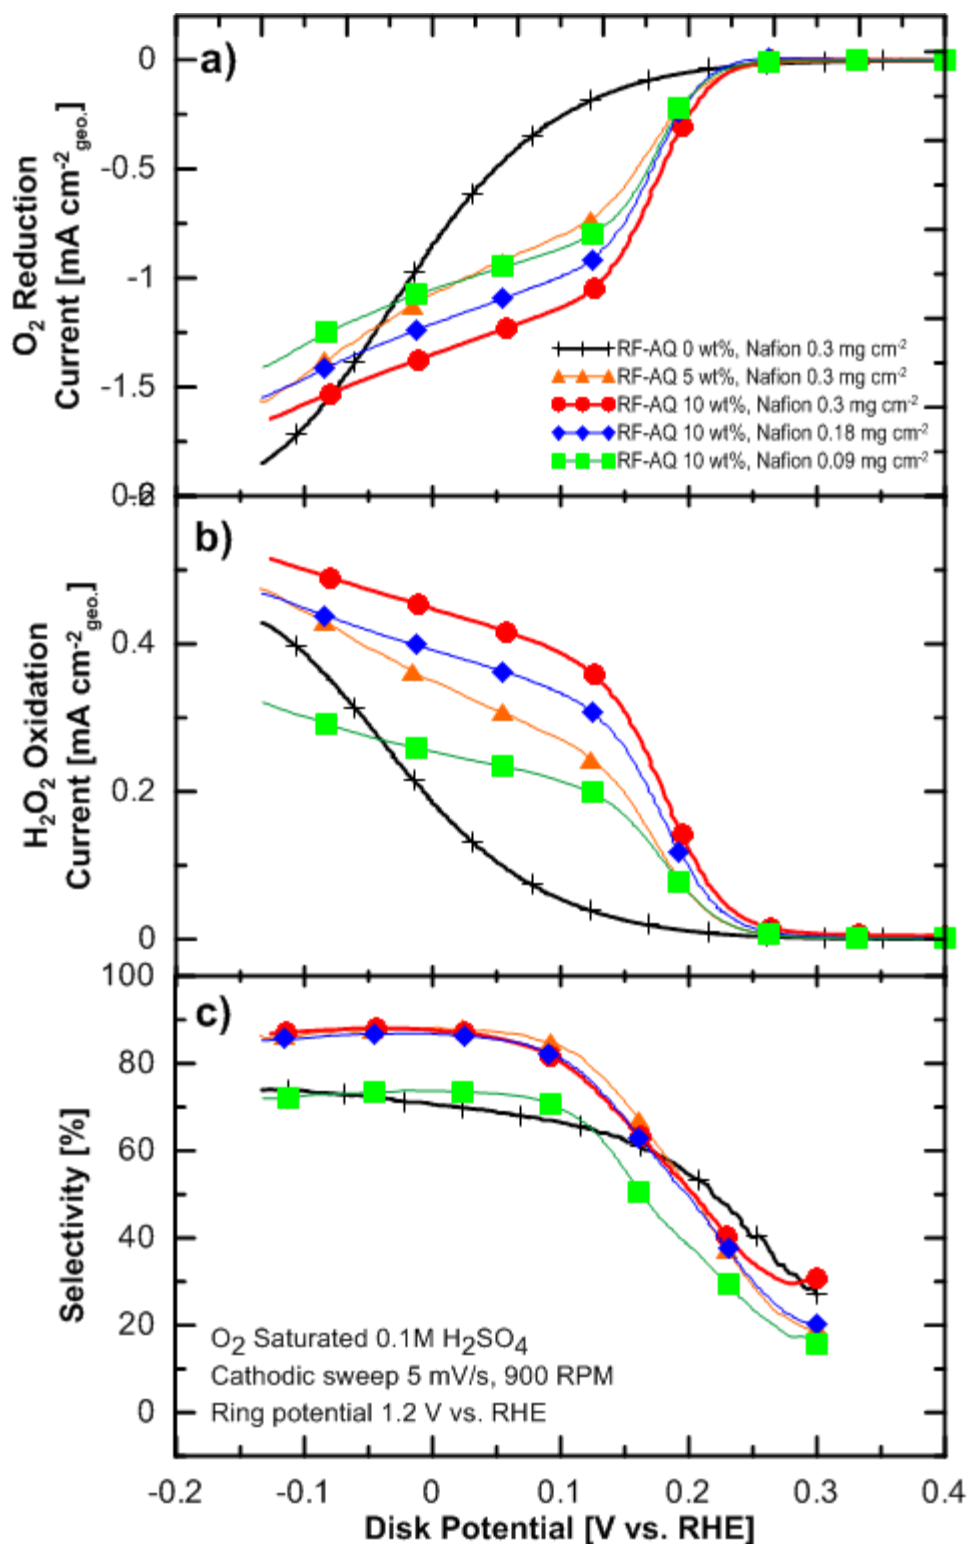 a)
0
-0.5
-1
-1.5
-2
O2 Reduction
Current [mA cm-2 geo.]
RF-AQ 0 wt%, Nafion 0.3 mg cm-2
RF-AQ 5 wt%, Nafion 0.3 mg cm-2
RF-AQ 10 wt%, Nafion 0.3 mg cm-2
RF-AQ 10 wt%, Nafion 0.18 mg cm-2
RF-AQ 10 wt%, Nafion 0.09 mg cm-2
b)
0.4
0.2
0
H2O2 Oxidation
Current [mA cm-2 geo.]
c)
100
80
60
40
20
0
Selectivity [%]
O2 Saturated 0.1M H2SO4
Cathodic sweep 5 mV/s, 900 RPM
Ring potential 1.2 V vs. RHE
-0.2 -0.1 0 0.1 0.2 0.3 0.4
Disk Potential [V vs. RHE]